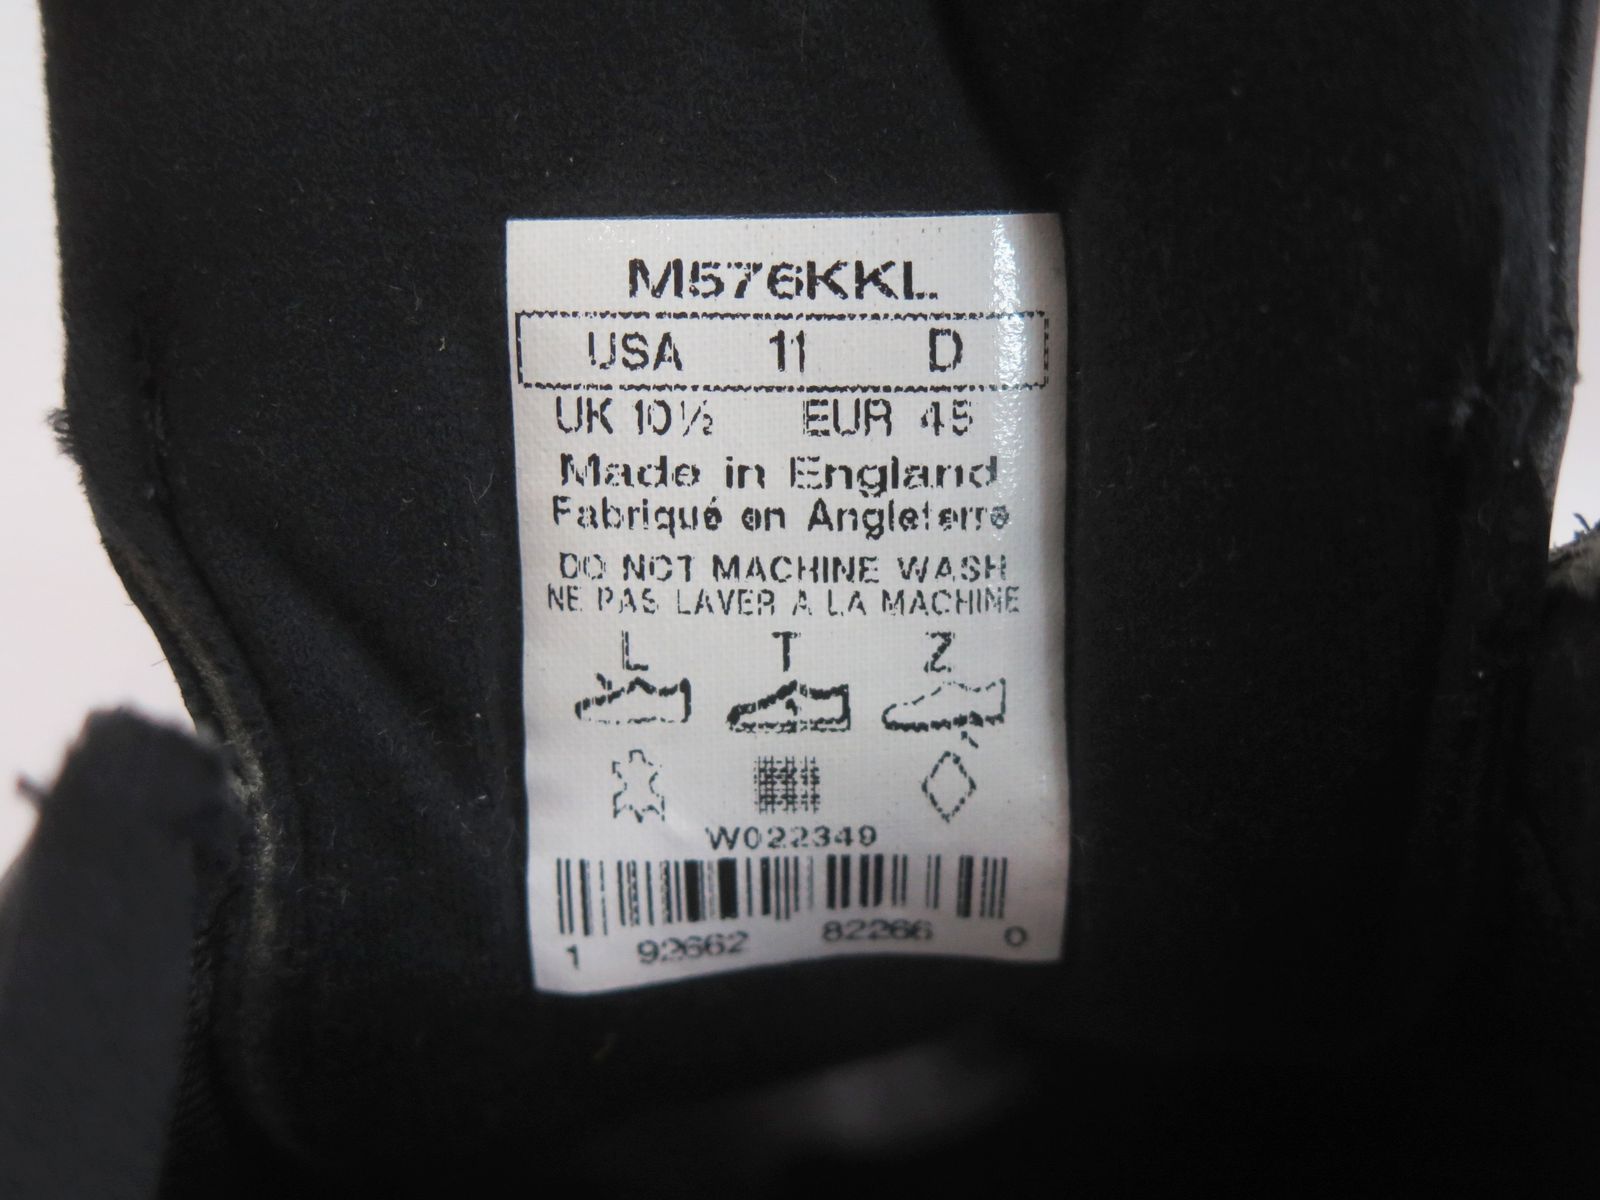 M576KKL
USA 11 D
UK 10½ EUR 45
Made in England
Fabriqué en Angleterre
DO NOT MACHINE WASH
NE PAS LAVER A LA MACHINE
L T Z
W022349
1 92662 82266 0